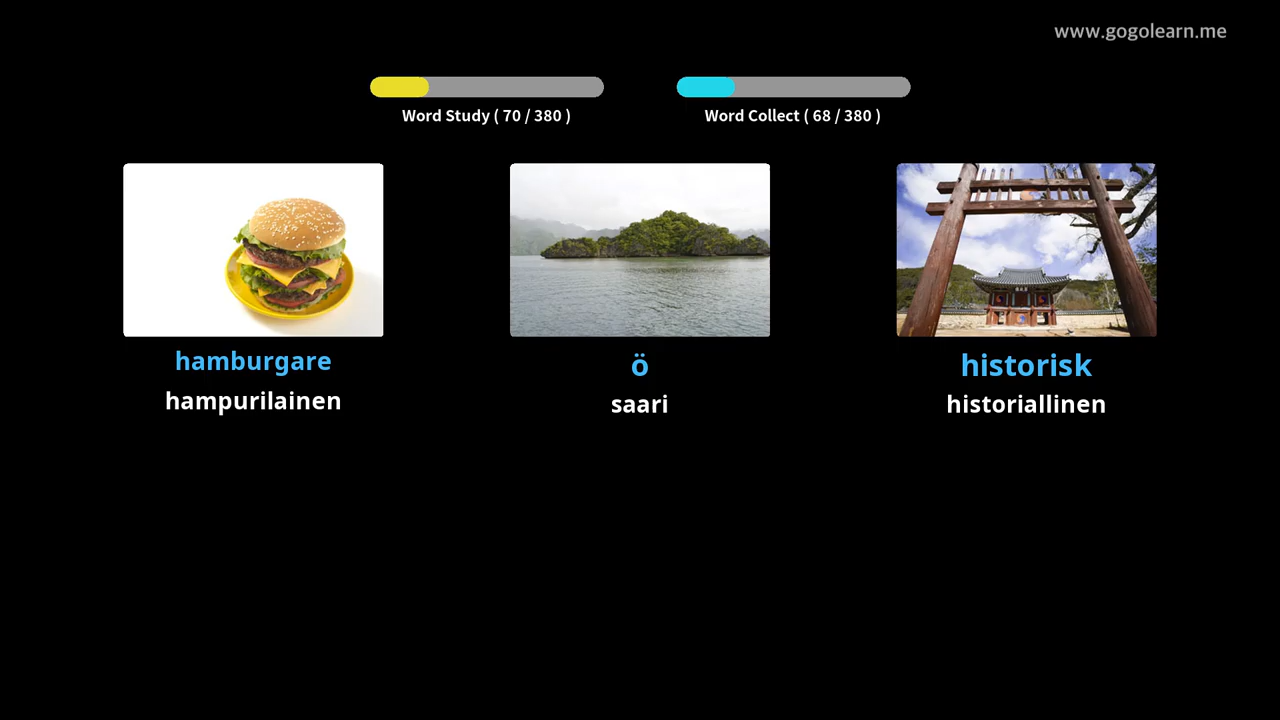 www.gogolearn.me
Word Study ( 70 / 380 )
Word Collect ( 68 / 380 )
hamburgare
hampurilainen
ö
saari
historisk
historiallinen